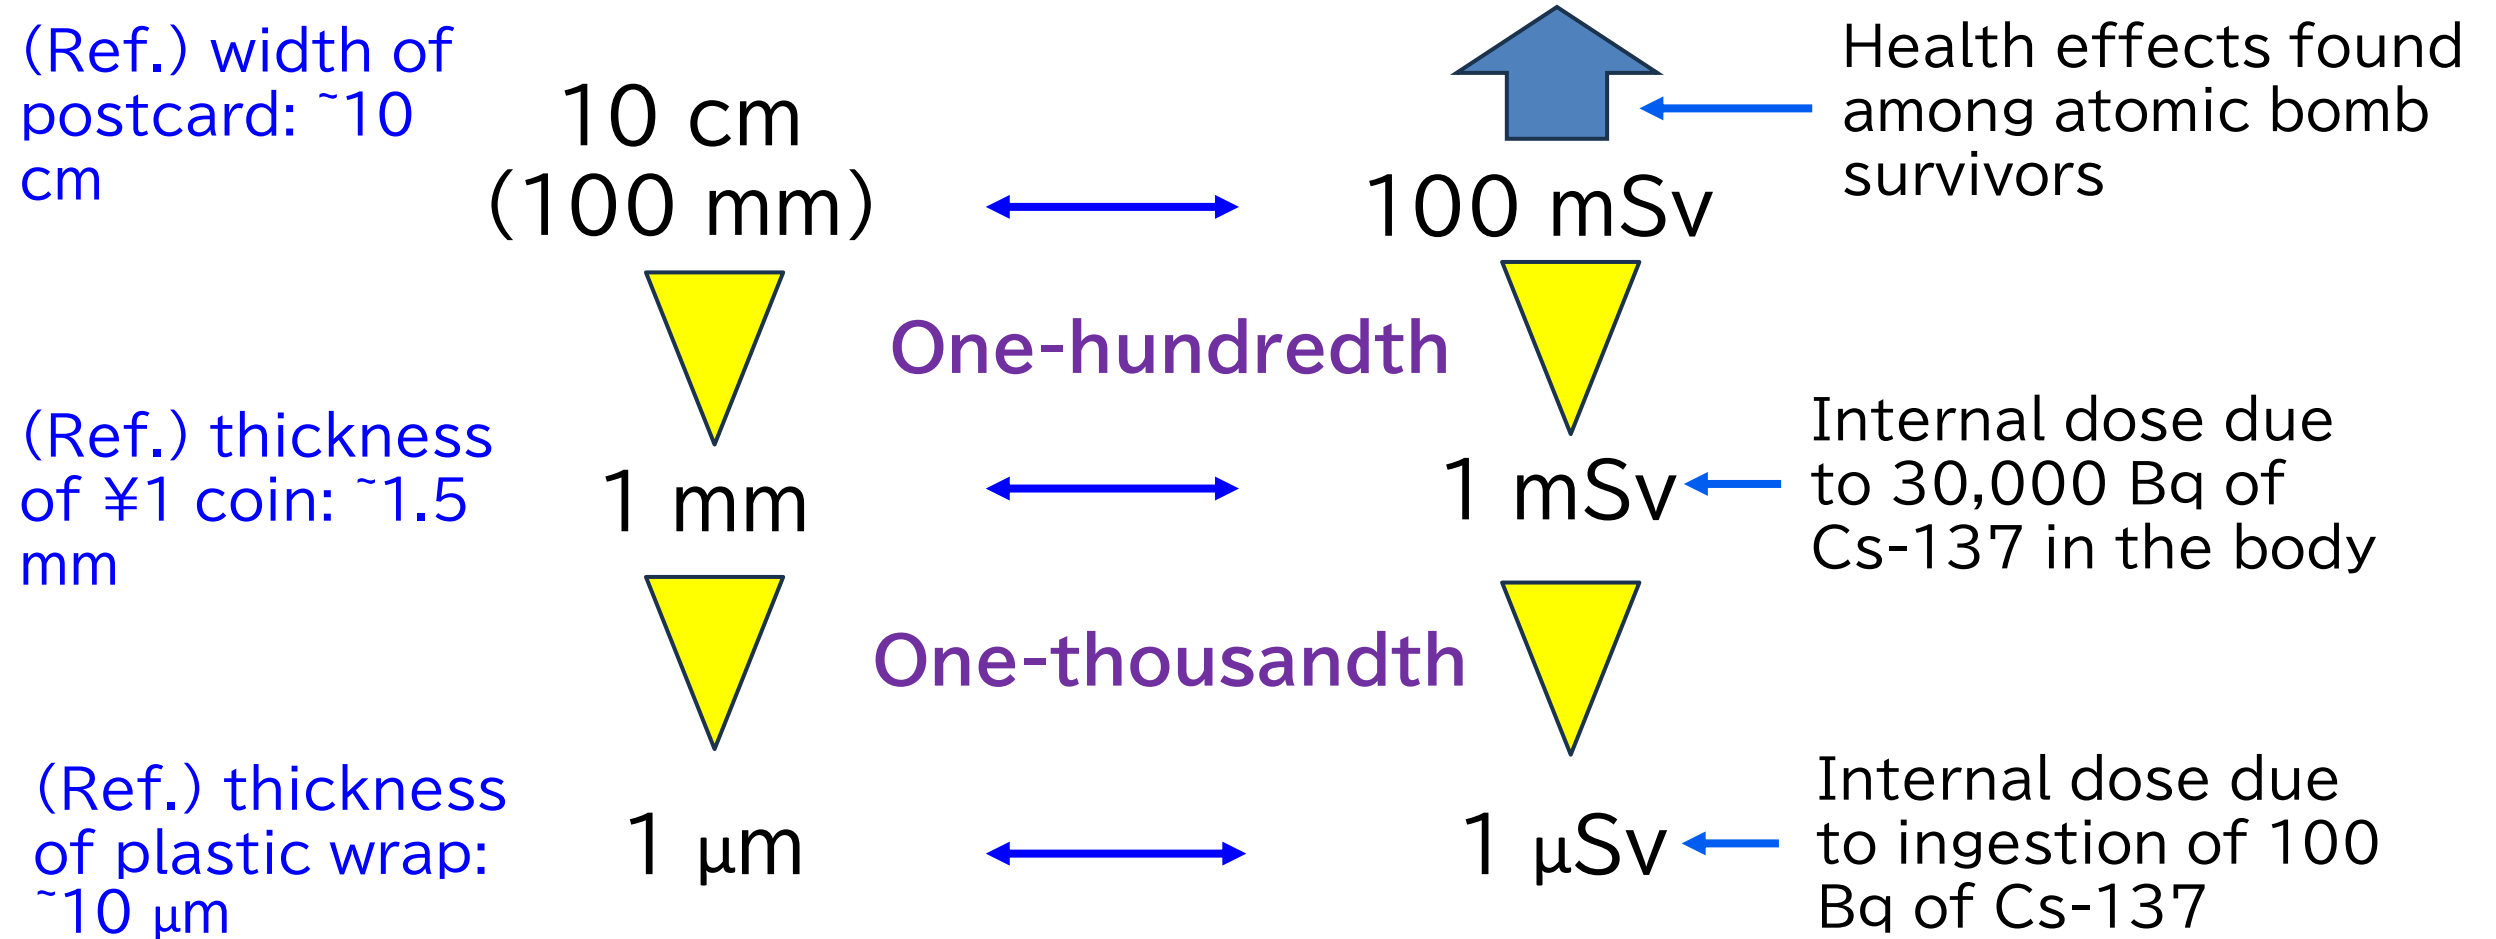 (Ref.) width of
postcard: ~10
cm
10 cm
(100 mm)
100 mSv
Health effects found
among atomic bomb
survivors
One-hundredth
(Ref.) thickness
of ¥1 coin: ~1.5
mm
1 mm
1 mSv
Internal dose due
to 30,000 Bq of
Cs-137 in the body
One-thousandth
(Ref.) thickness
of plastic wrap:
~10 μm
1 μm
1 μSv
Internal dose due
to ingestion of 100
Bq of Cs-137